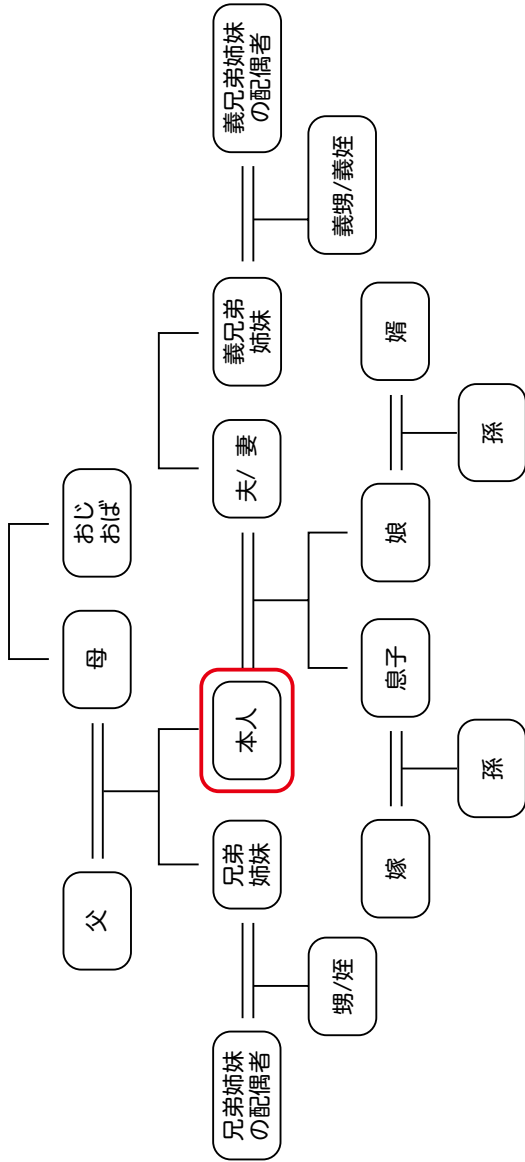 おじ
おば
父
母
兄弟姉妹
の配偶者
兄弟
姉妹
本人
夫/ 妻
義兄弟
姉妹
義兄弟姉妹
の配偶者
甥/姪
嫁
息子
娘
婿
義甥/義姪
孫
孫